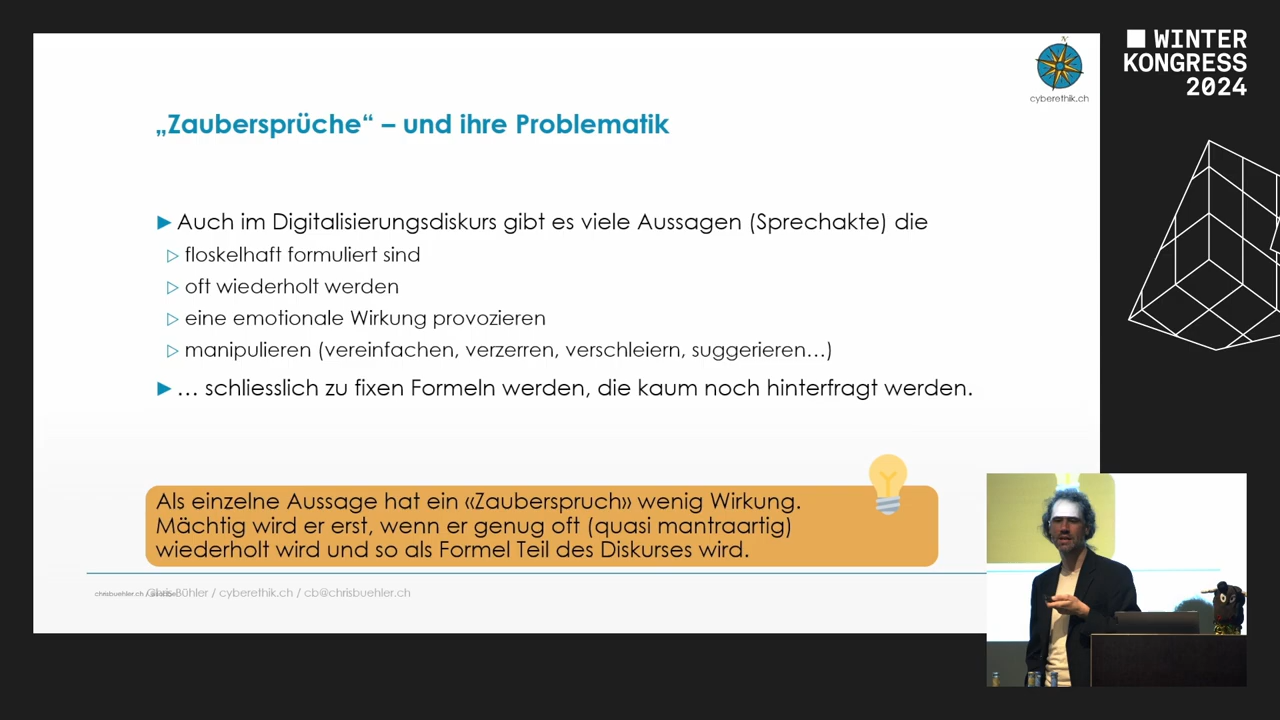 WINTER
KONGRESS
2024
cyberethik.ch
„Zaubersprüche“ – und ihre Problematik
Auch im Digitalisierungsdiskurs gibt es viele Aussagen (Sprechakte) die
floskelhaft formuliert sind
oft wiederholt werden
eine emotionale Wirkung provozieren
manipulieren (vereinfachen, verzerren, verschleiern, suggerieren…)
… schliesslich zu fixen Formeln werden, die kaum noch hinterfragt werden.
Als einzelne Aussage hat ein «Zauberspruch» wenig Wirkung.
Mächtig wird er erst, wenn er genug oft (quasi mantraartig)
wiederholt wird und so als Formel Teil des Diskurses wird.
chrisbuehler.ch / Bühler / cyberethik.ch / cb@chrisbuehler.ch